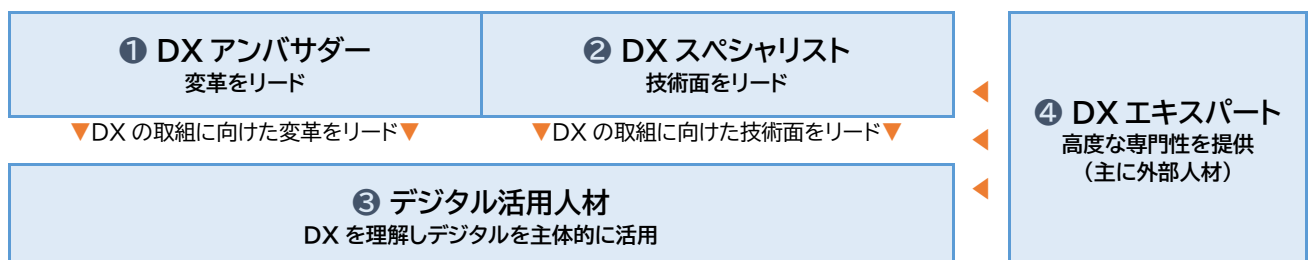 ❶ DX アンバサダー
変革をリード
❷ DX スペシャリスト
技術面をリード
▼DX の取組に向けた変革をリード▼
▼DX の取組に向けた技術面をリード▼
❸ デジタル活用人材
DX を理解しデジタルを主体的に活用
❹ DX エキスパート
高度な専門性を提供
（主に外部人材）